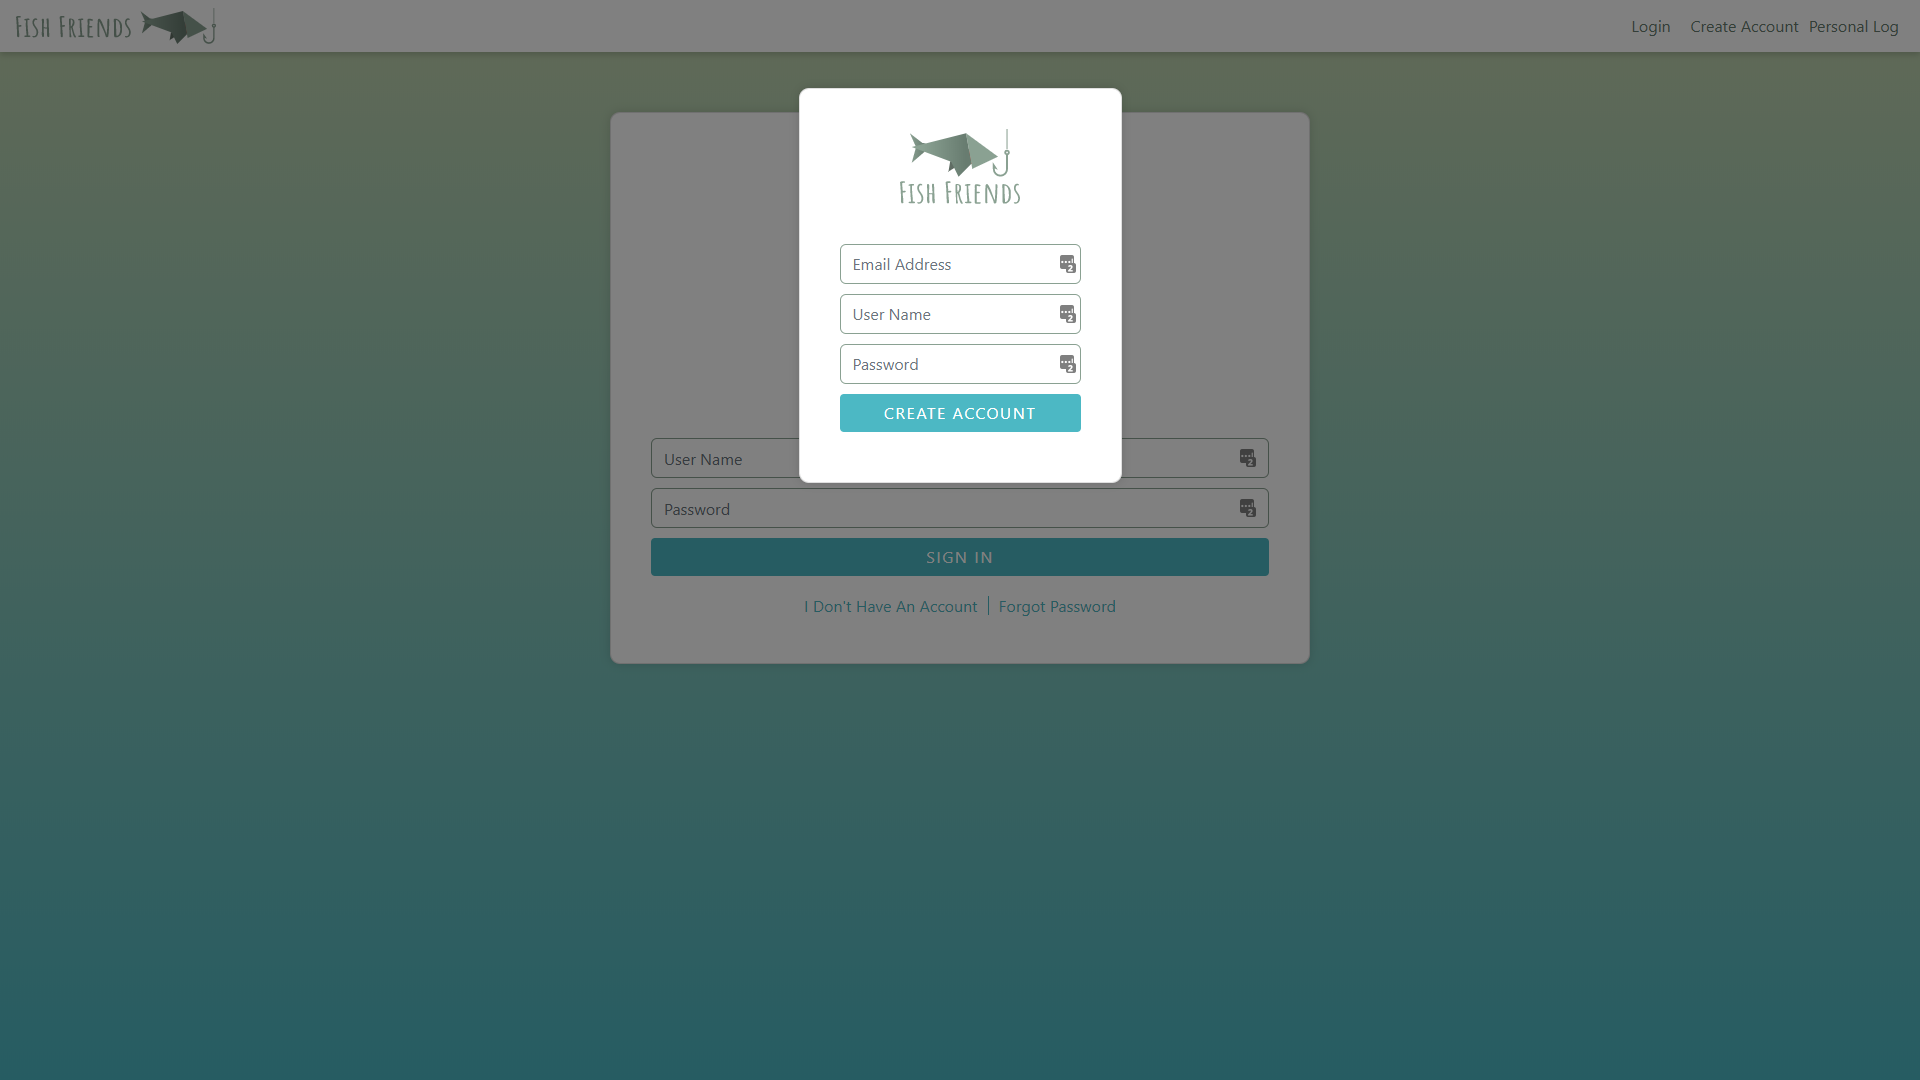 Fish Friends
Login Create Account Personal Log
Fish Friends
Email Address
User Name
Password
CREATE ACCOUNT
User Name
Password
SIGN IN
I Don't Have An Account Forgot Password